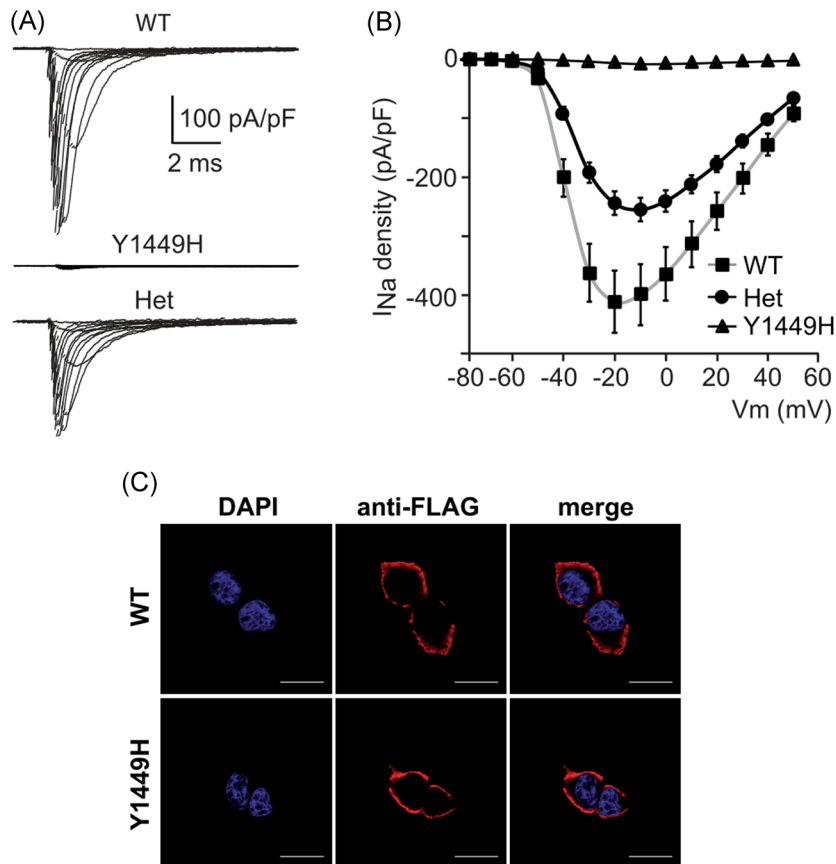 (A)
WT
100 pA/pF
2 ms
Y1449H
Het
(B)
INa density (pA/pF)
0
-200
-400
-80 -60 -40 -20 0 20 40 60
Vm (mV)
WT
Het
Y1449H
(C)
DAPI anti-FLAG merge
WT
Y1449H